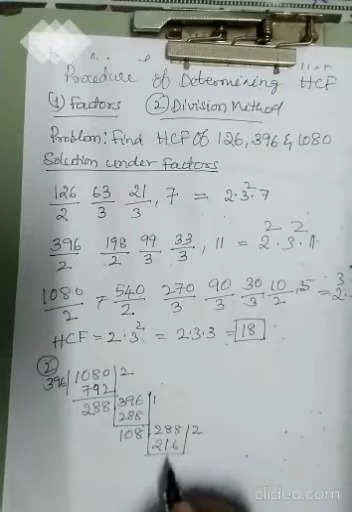 Procedure of Determining HCF
(1) Factors (2) Division Method
Problem: Find HCF of 126, 396 & 1080
Solution under factors
126/2 63/3 21/3, 7 = 2·3²·7
396/2 198/2 99/3 33/3, 11 = 2²·3²·11
1080/2 = 540/2 270/3 90/3 30/3 10/2, 5 = 2³·
HCF = 2·3² = 2·3·3 = 18
(2)
396 | 1080 | 2
792
288 | 396 | 1
288
108 | 288 | 2
216
clideo.com